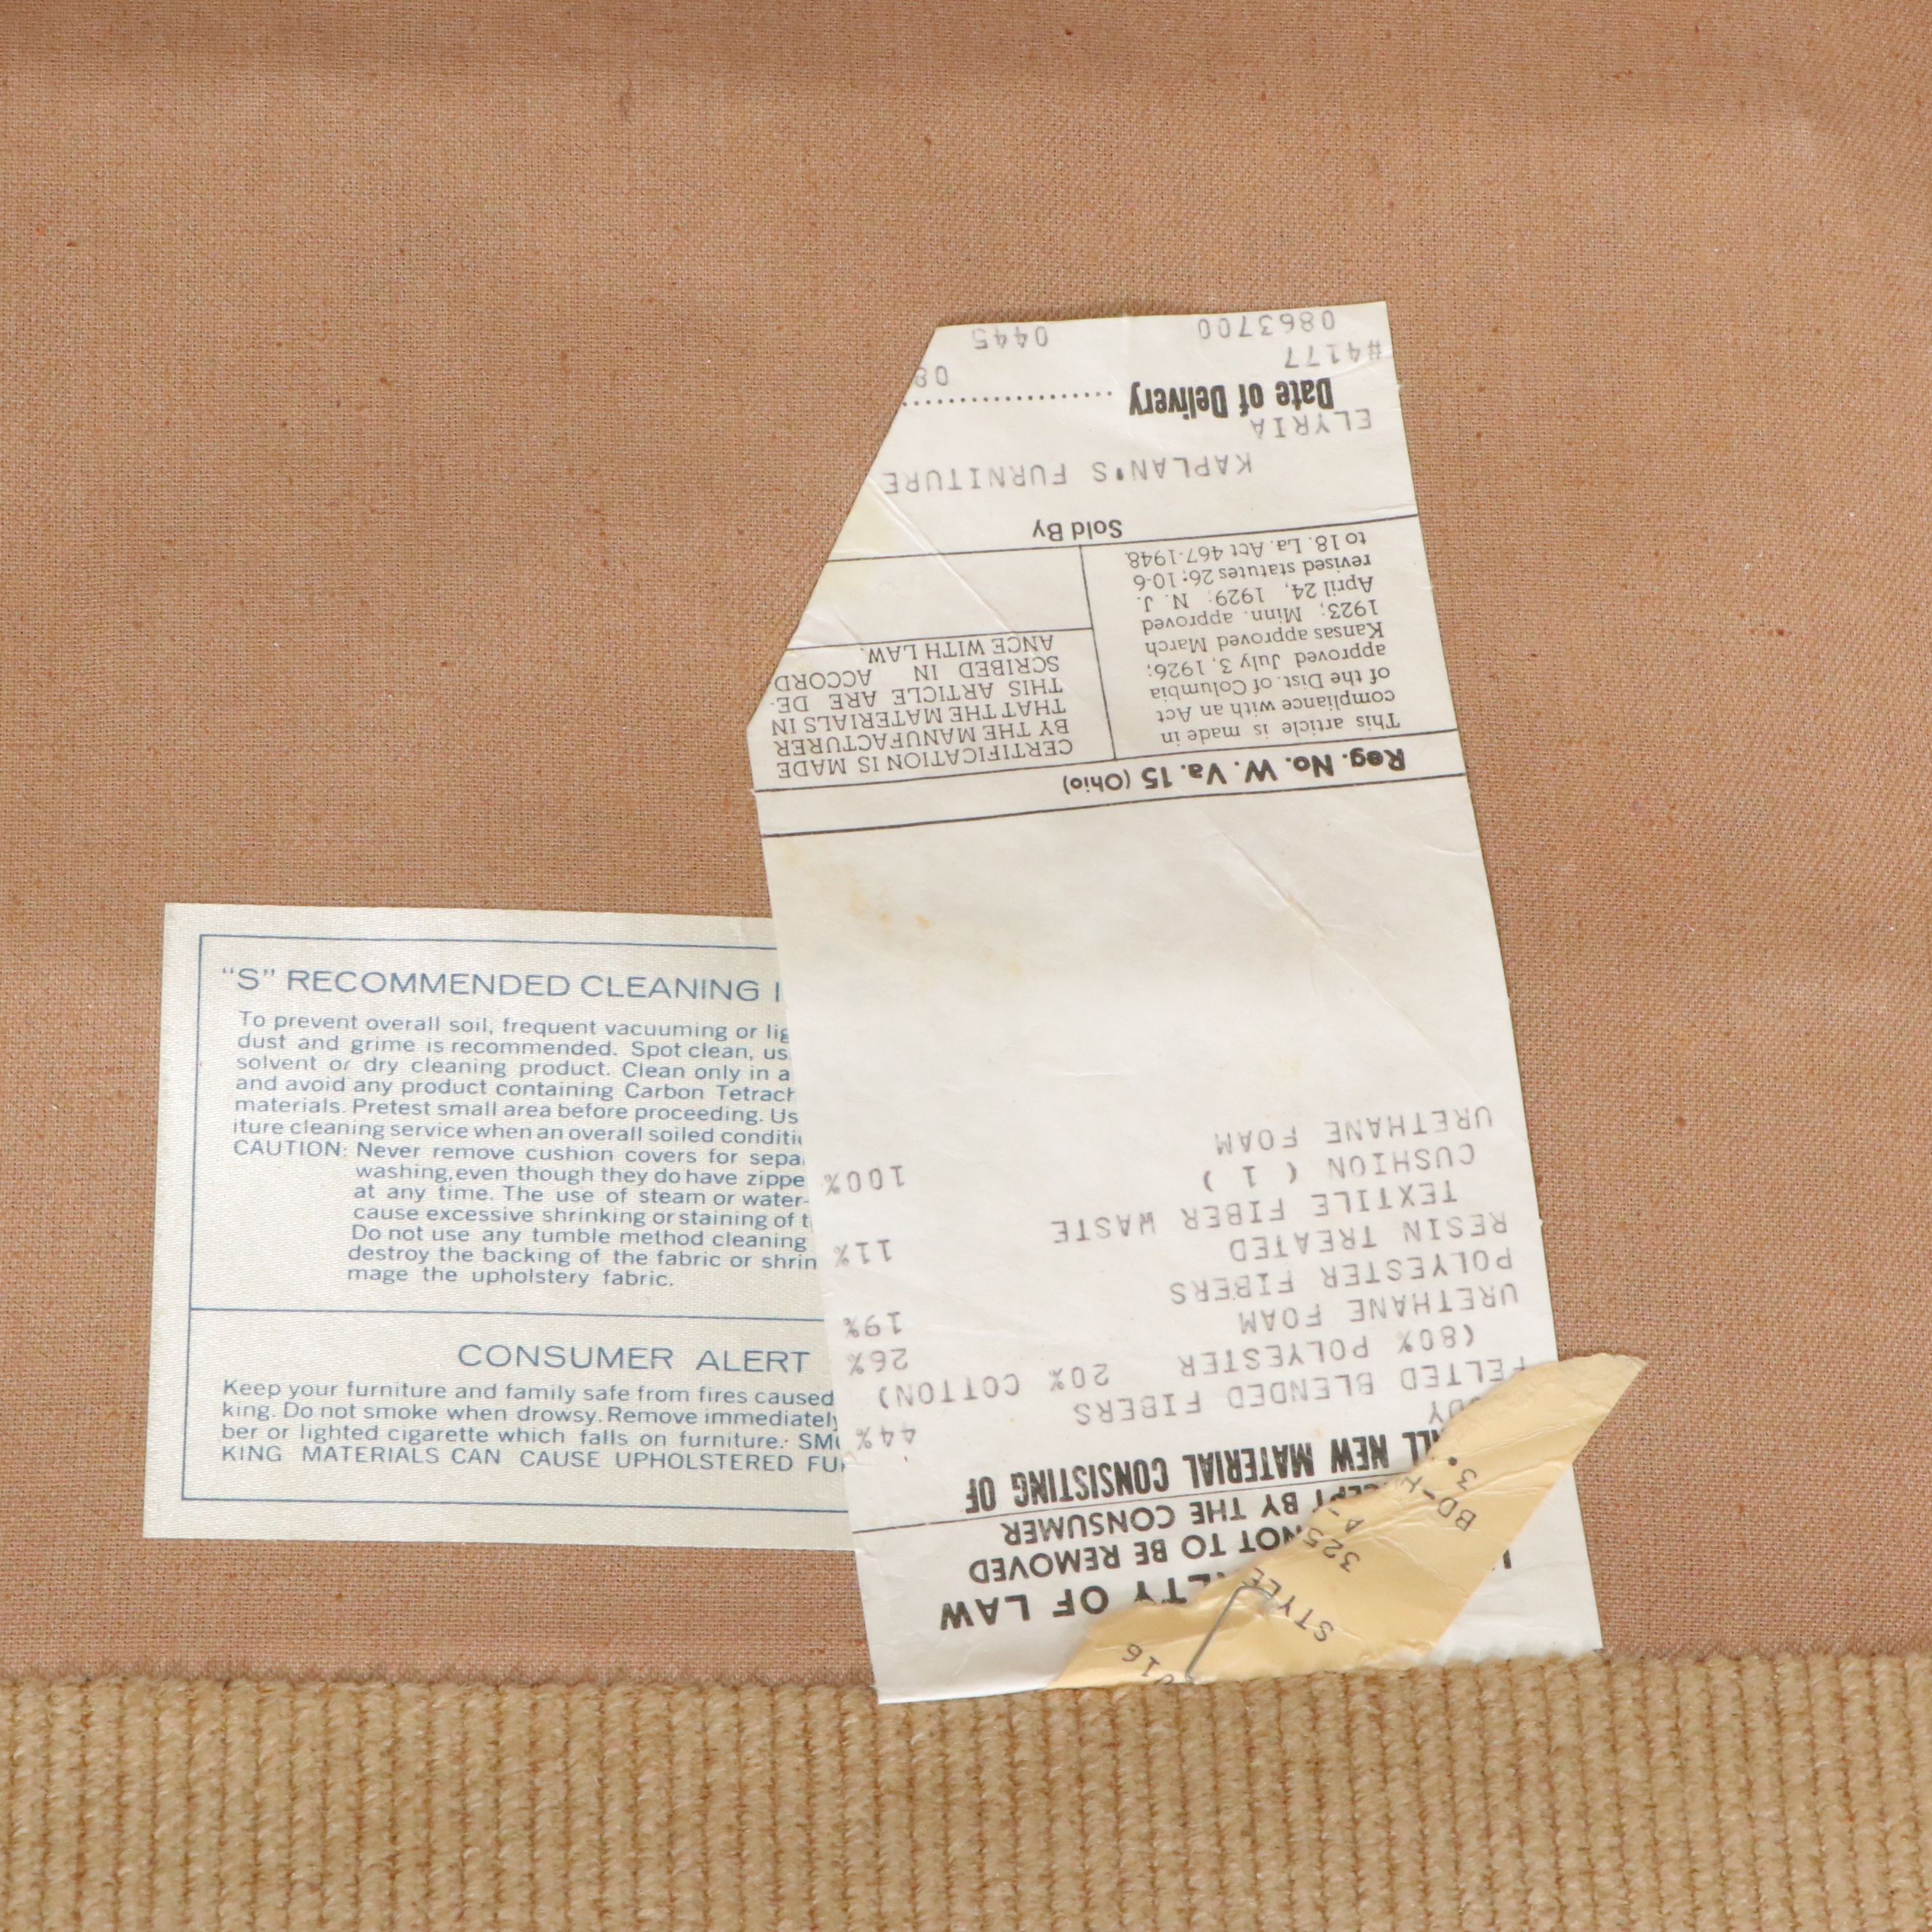 "S" RECOMMENDED CLEANING
To prevent overall soil, frequent vacuuming or
dust and grime is recommended. Spot clean,
solvent or dry cleaning product. Clean only in a
and avoid any product containing Carbon
materials. Pretest small area before proceeding.
iture cleaning service when an overall soiled
CAUTION: Never remove cushion covers for
washing, even though they do have
at any time. The use of steam or water-
cause excessive shrinking or staining of
Do not use any tumble method cleaning
destroy the backing of the fabric or
mage the upholstery fabric.
CONSUMER ALERT
Keep your furniture and family safe from fires caused
king. Do not smoke when drowsy. Remove
ber or lighted cigarette which falls on furniture.
KING MATERIALS CAN CAUSE UPHOLSTERED
OF LAW
NOT TO BE REMOVED
BY THE CONSUMER
NEW MATERIAL CONSISTING OF
44%
FELTED BLENDED FIBERS
(80% POLYESTER 20% COTTON)
URETHANE FOAM 26%
POLYESTER FIBERS 19%
RESIN TREATED 11%
TEXTILE FIBER WASTE
CUSHION ( 1 ) 100%
URETHANE FOAM
Reg. No. W. Va. 15 (Ohio)
This article is made in
compliance with an Act
of the Dist. of Columbia
approved July 3, 1926;
Kansas approved March
1923; Minn. approved
April 24, 1929; N. J.
revised statutes 26:10-6
to 18. La. Act 467-1948.
CERTIFICATION IS MADE
BY THE MANUFACTURER
THAT THE MATERIALS IN
THIS ARTICLE ARE DE-
SCRIBED IN ACCORD
ANCE WITH LAW.
Sold By
KAPLAN'S FURNITURE
ELYRIA
Date of Delivery
#4177 08
0863700 0445
STYLE
325
BD-H
3.